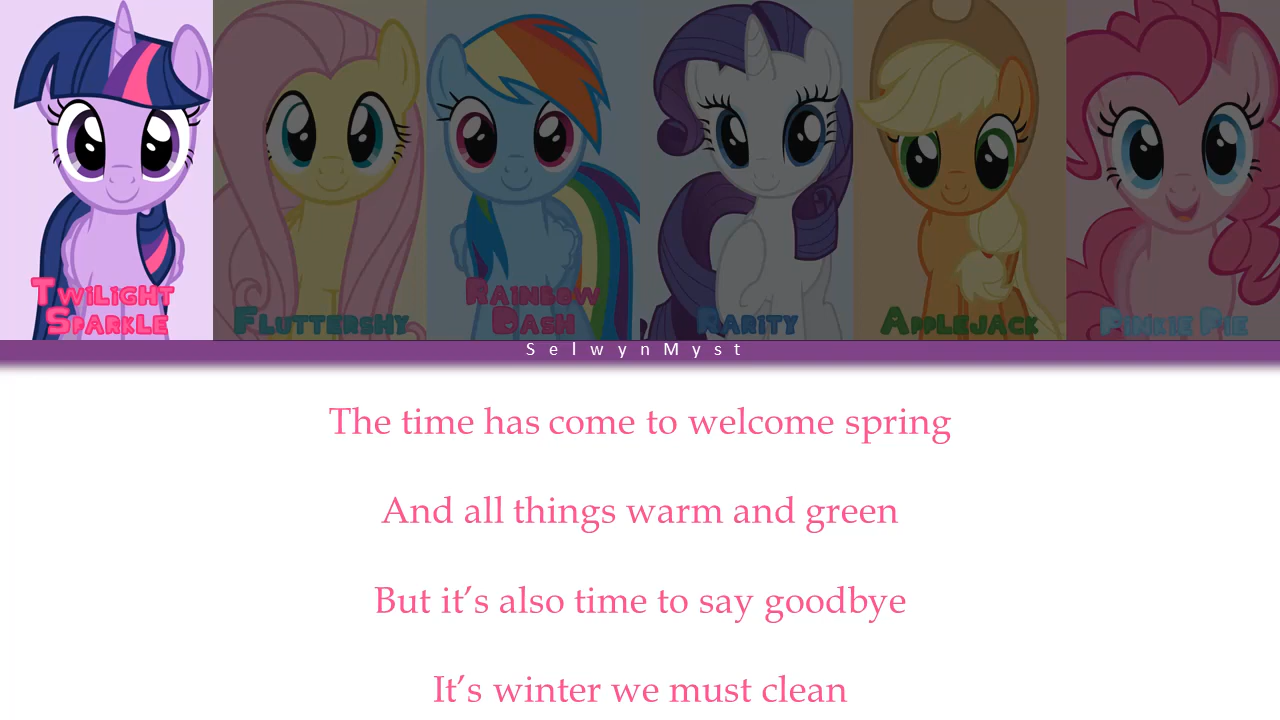 Twilight
Sparkle
Fluttershy
Rainbow
Dash
Rarity
Applejack
Pinkie Pie
SelwynMyst
The time has come to welcome spring
And all things warm and green
But it’s also time to say goodbye
It’s winter we must clean